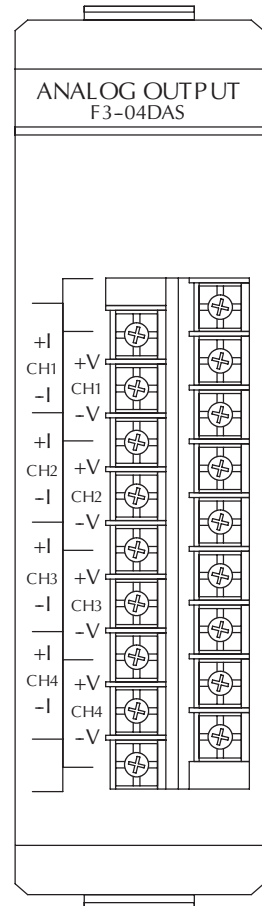 ANALOG OUTPUT
F3-04DAS
+I
+V
CH1
CH1
-I
-V
+I
+V
CH2
CH2
-I
-V
+I
+V
CH3
CH3
-I
-V
+I
+V
CH4
CH4
-I
-V